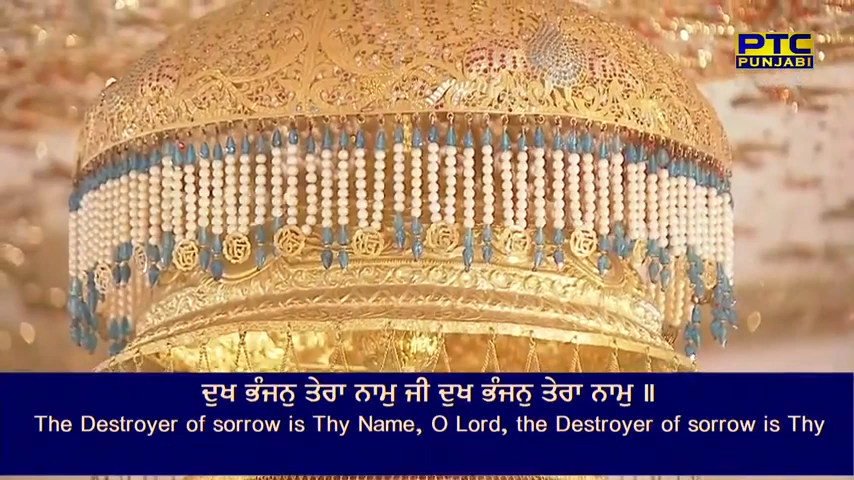 PTC
PUNJABI
ਦੁਖ ਭੰਜਨੁ ਤੇਰਾ ਨਾਮੁ ਜੀ ਦੁਖ ਭੰਜਨੁ ਤੇਰਾ ਨਾਮੁ ॥
The Destroyer of sorrow is Thy Name, O Lord, the Destroyer of sorrow is Thy